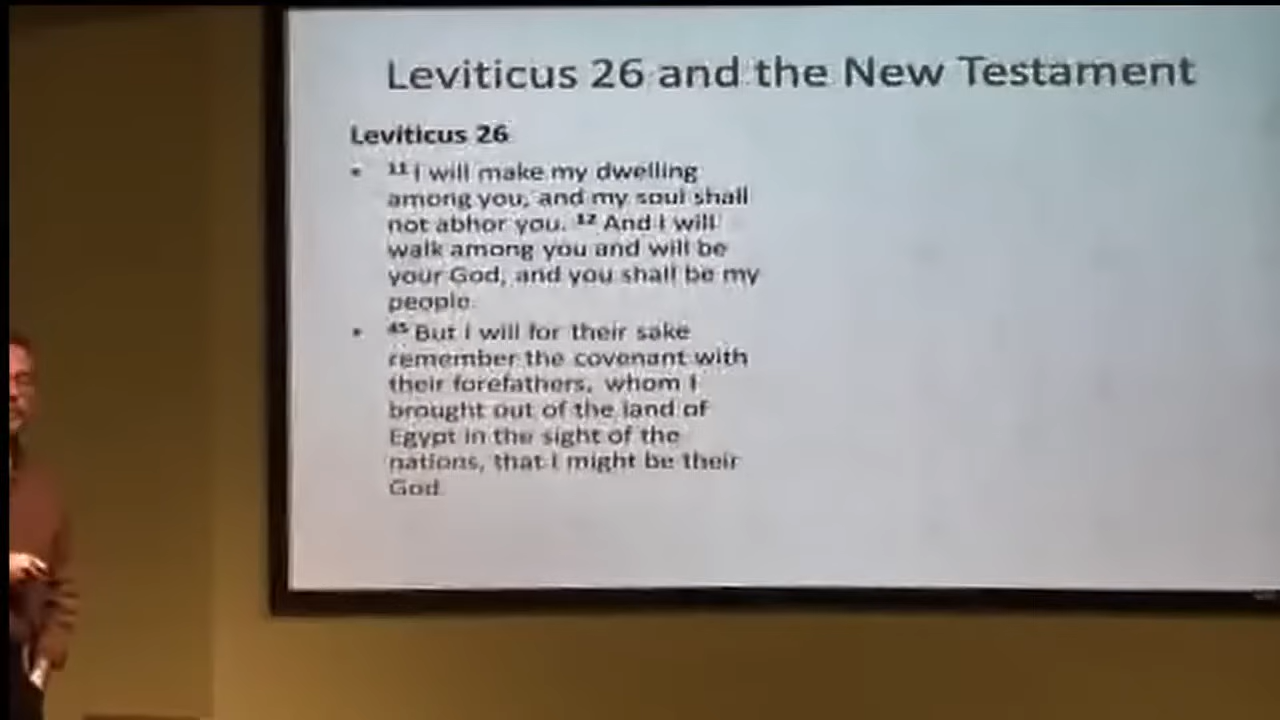 Leviticus 26 and the New Testament
Leviticus 26
• ¹¹ I will make my dwelling
among you, and my soul shall
not abhor you. ¹² And I will
walk among you and will be
your God, and you shall be my
people.
• ⁴⁵ But I will for their sake
remember the covenant with
their forefathers, whom I
brought out of the land of
Egypt in the sight of the
nations, that I might be their
God.